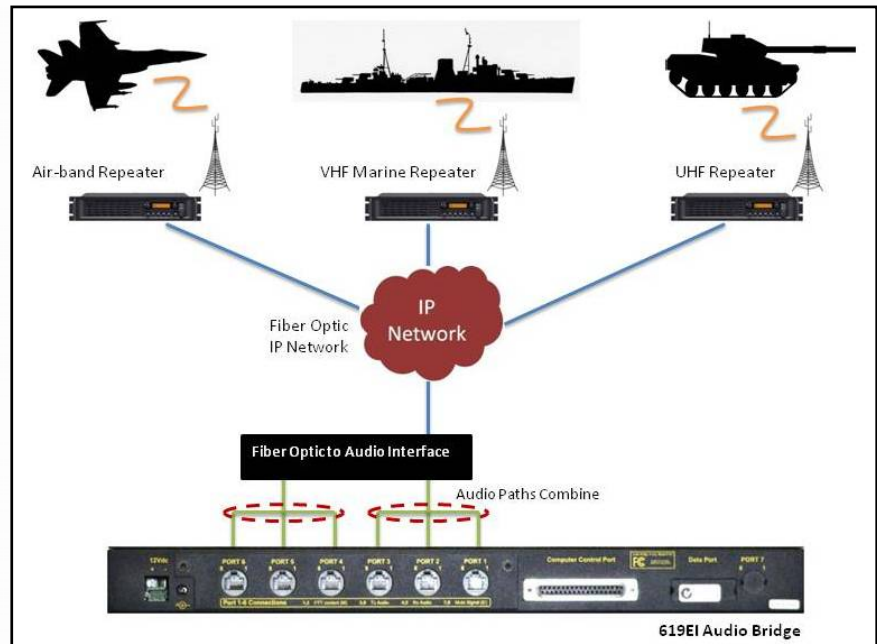 Air-band Repeater
VHF Marine Repeater
UHF Repeater
IP
Network
Fiber Optic
IP Network
Fiber Optic to Audio Interface
Audio Paths Combine
12Vdc
PORT 6
PORT 5
PORT 4
PORT 3
PORT 2
PORT 1
Computer Control Port
FC
Data Port
PORT 7
Port 1-6 Connections
619EI Audio Bridge